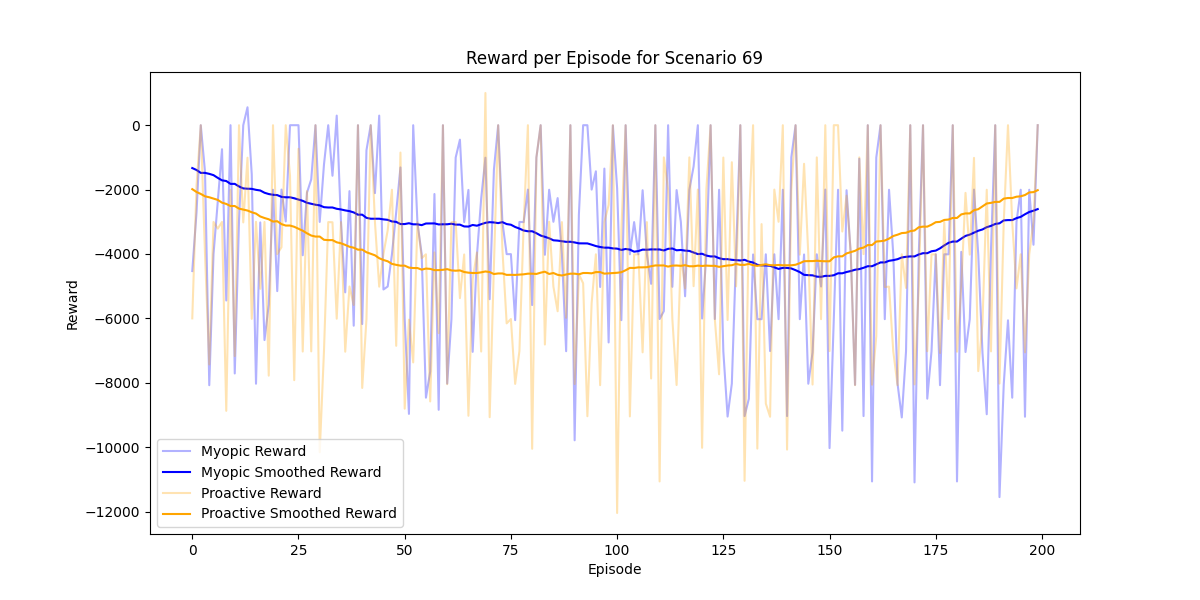 Reward per Episode for Scenario 69
Reward
0
−2000
−4000
−6000
−8000
−10000
−12000
Myopic Reward
Myopic Smoothed Reward
Proactive Reward
Proactive Smoothed Reward
0 25 50 75 100 125 150 175 200
Episode